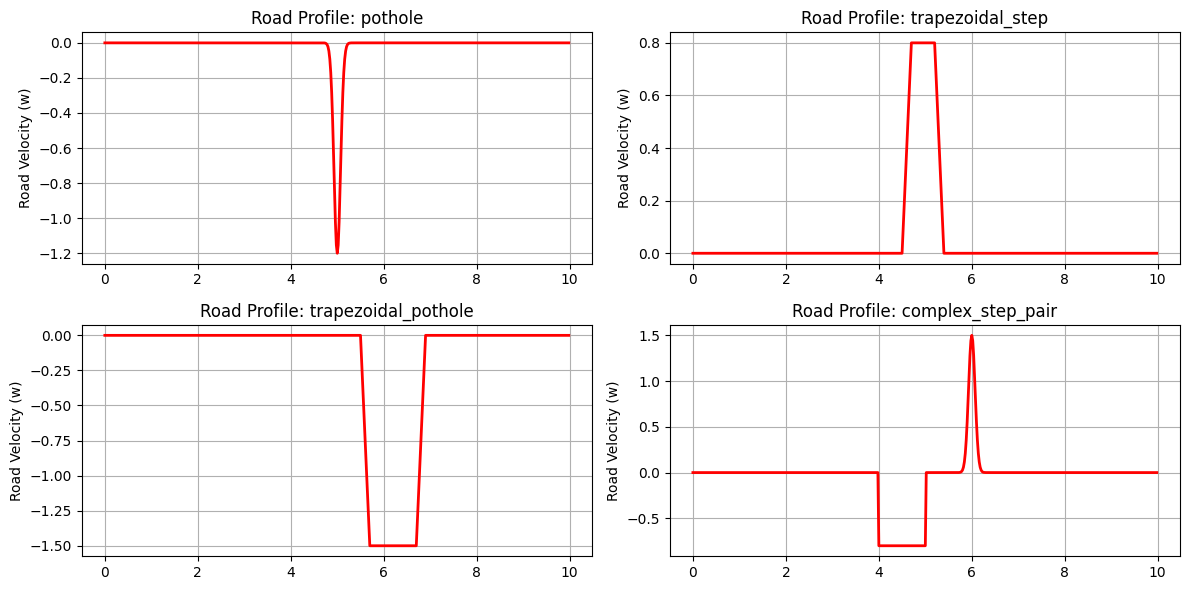 Road Profile: pothole
Road Velocity (w)
0.0
−0.2
−0.4
−0.6
−0.8
−1.0
−1.2
0 2 4 6 8 10
Road Profile: trapezoidal_step
Road Velocity (w)
0.8
0.6
0.4
0.2
0.0
0 2 4 6 8 10
Road Profile: trapezoidal_pothole
Road Velocity (w)
0.00
−0.25
−0.50
−0.75
−1.00
−1.25
−1.50
0 2 4 6 8 10
Road Profile: complex_step_pair
Road Velocity (w)
1.5
1.0
0.5
0.0
−0.5
0 2 4 6 8 10